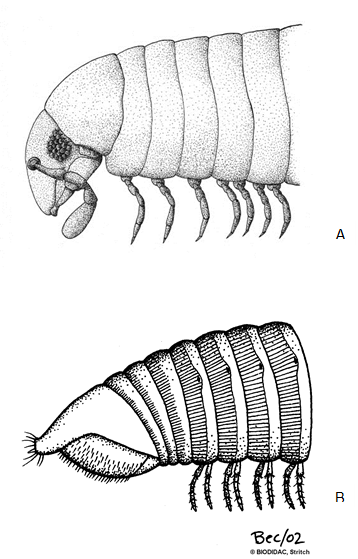 A
B
Bec/02
© BIODIDAC, Stritch